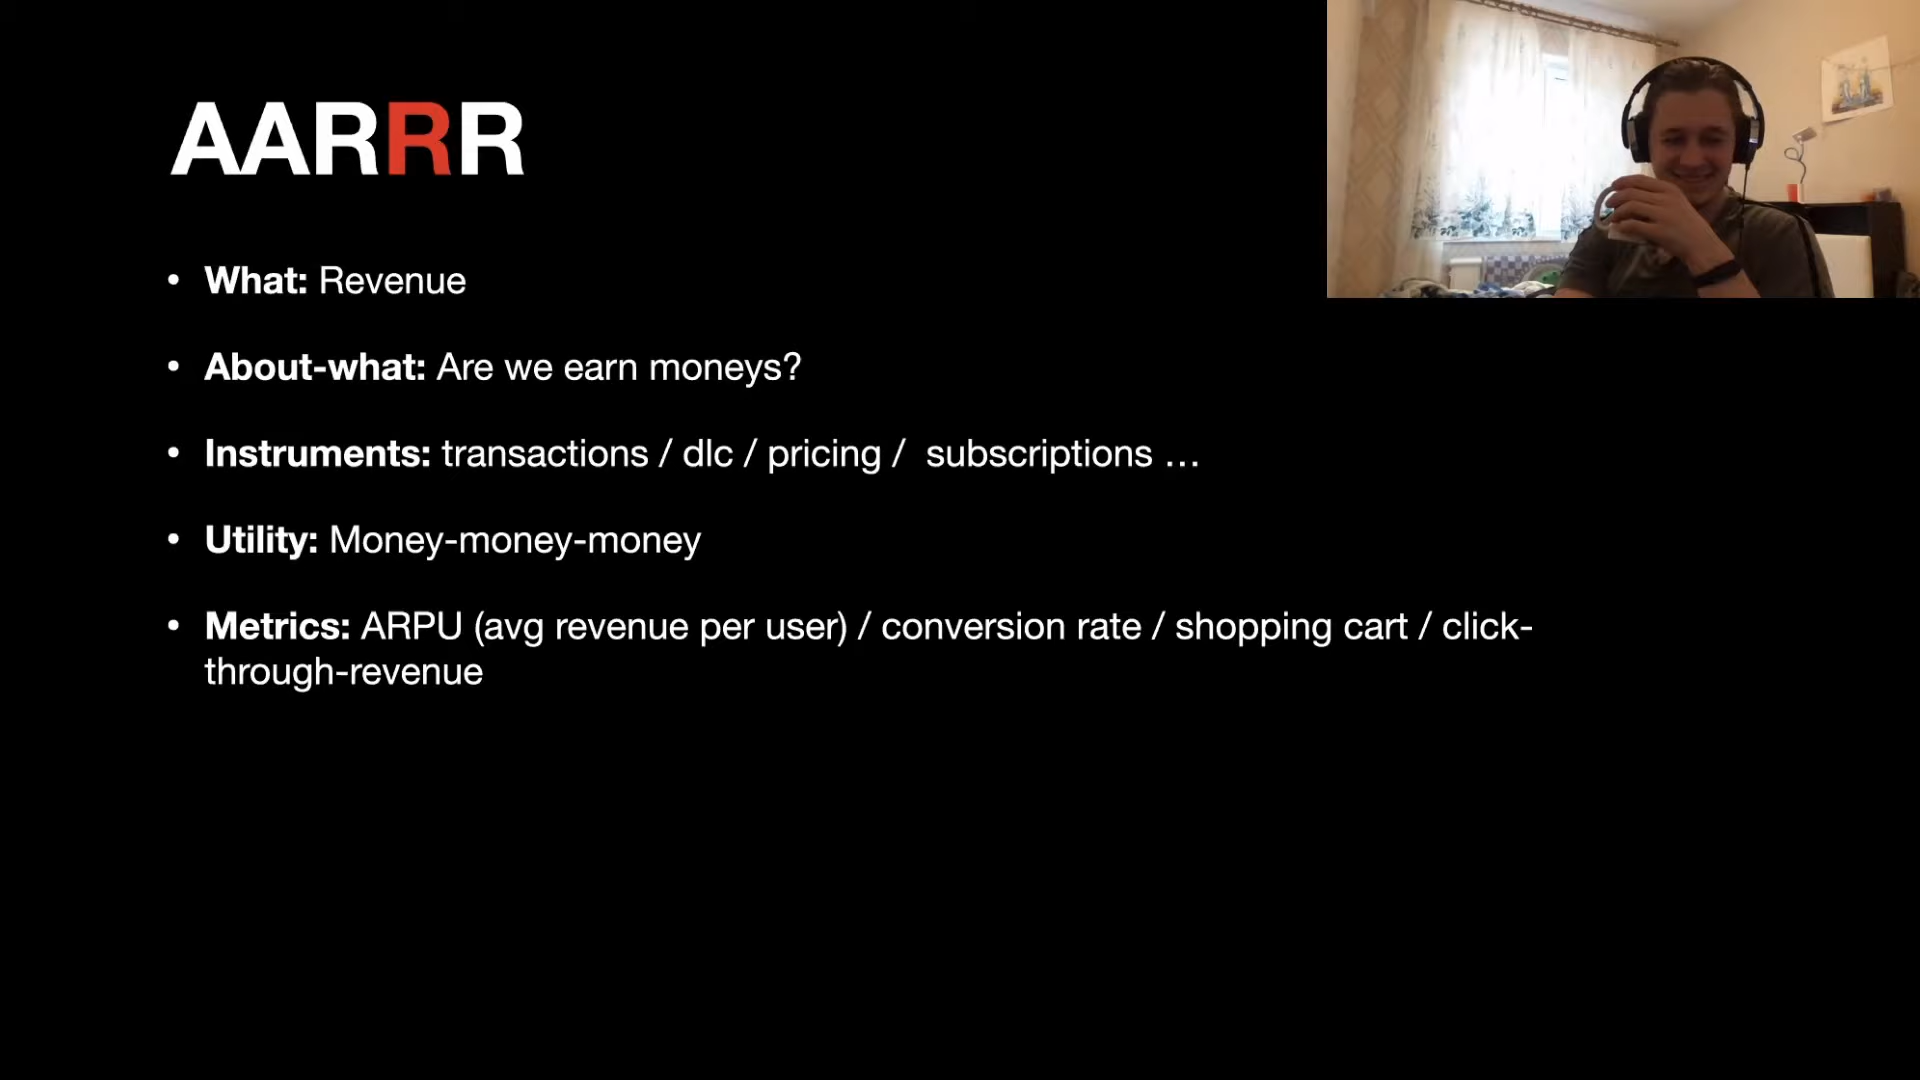 AARRR
• What: Revenue
• About-what: Are we earn moneys?
• Instruments: transactions / dlc / pricing /  subscriptions …
• Utility: Money-money-money
• Metrics: ARPU (avg revenue per user) / conversion rate / shopping cart / click-
through-revenue